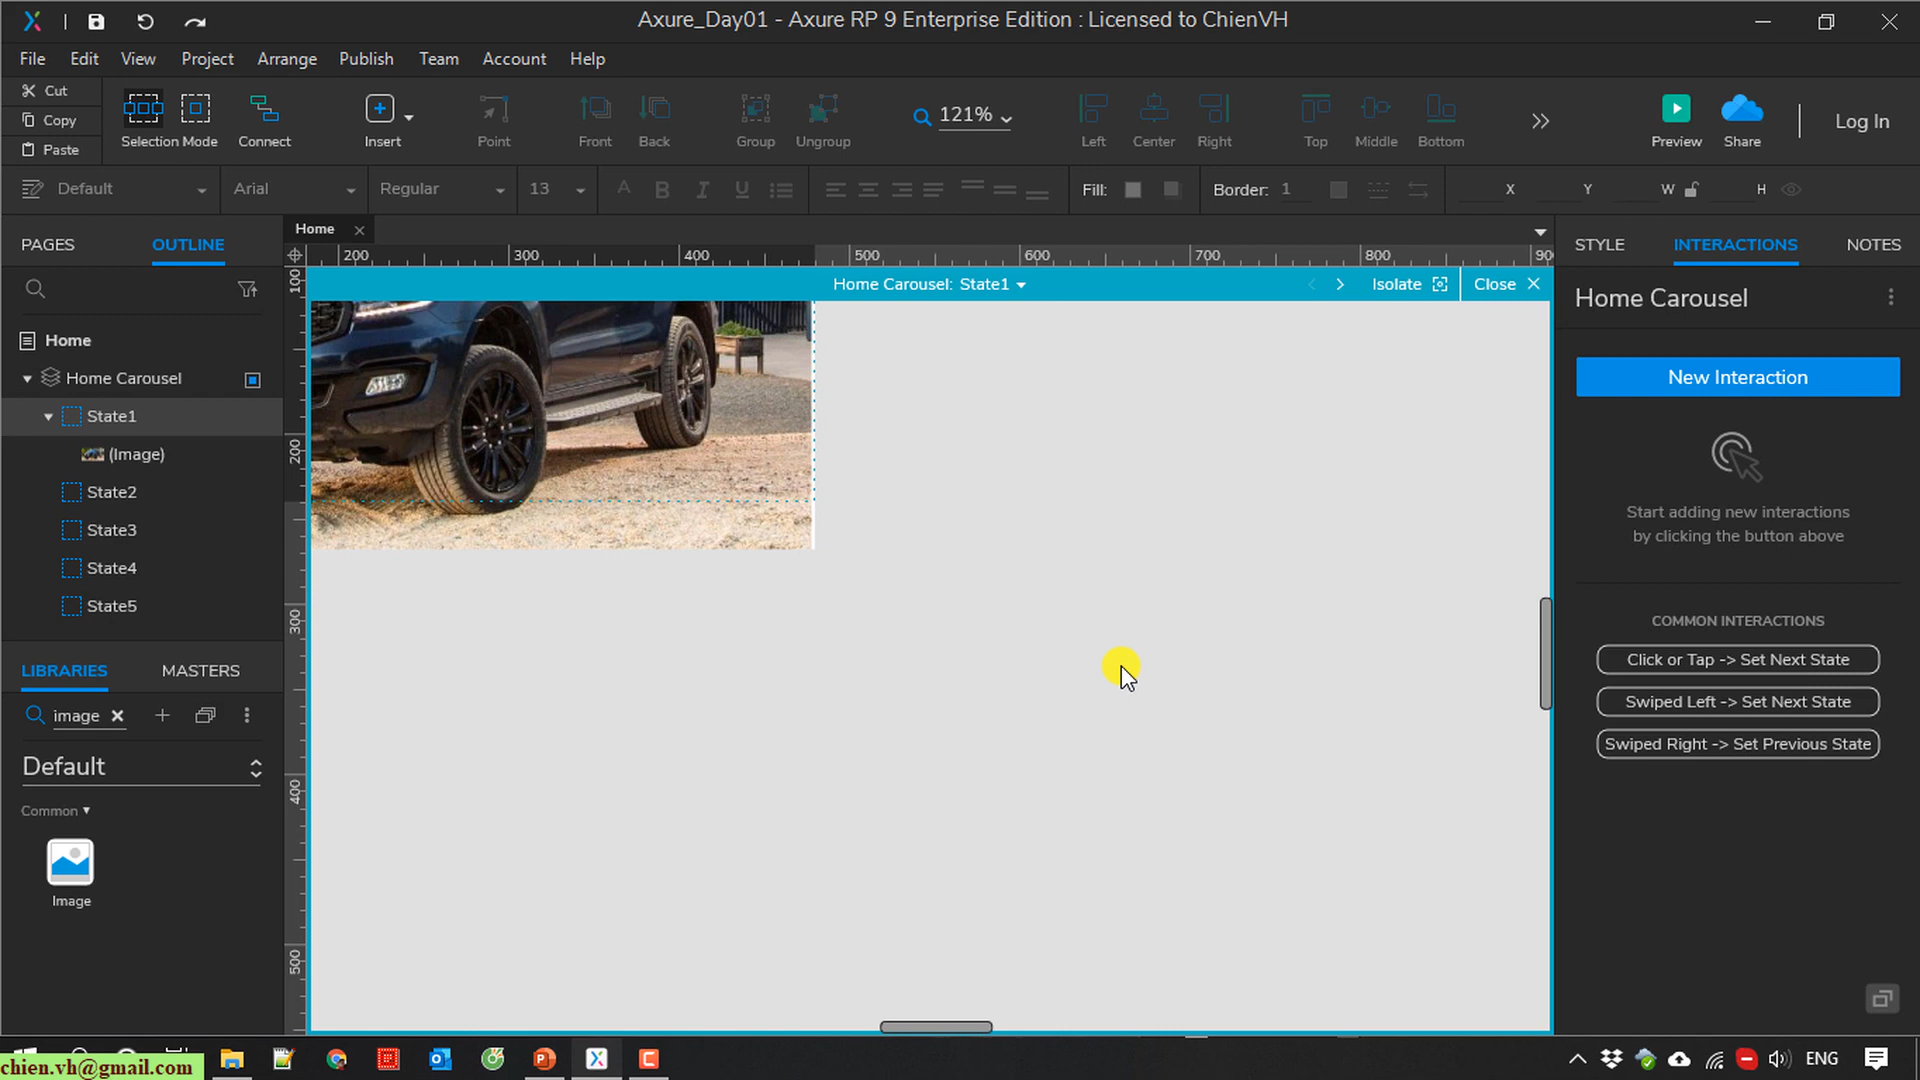 Axure_Day01 - Axure RP 9 Enterprise Edition : Licensed to ChienVH
File Edit View Project Arrange Publish Team Account Help
Cut
Copy
Paste
Selection Mode
Connect
Insert
Point
Front
Back
Group
Ungroup
121%
Left
Center
Right
Top
Middle
Bottom
Preview
Share
Log In
Default
Arial
Regular
13
Fill:
Border: 1
X
Y
W
H
PAGES
OUTLINE
Home
Home Carousel
State1
(Image)
State2
State3
State4
State5
LIBRARIES
MASTERS
image
Default
Common
Image
Home
200 300 400 500 600 700 800 90
100
200
300
400
500
Home Carousel: State1
Isolate
Close
STYLE
INTERACTIONS
NOTES
Home Carousel
New Interaction
Start adding new interactions
by clicking the button above
COMMON INTERACTIONS
Click or Tap -> Set Next State
Swiped Left -> Set Next State
Swiped Right -> Set Previous State
chien.vh@gmail.com
ENG